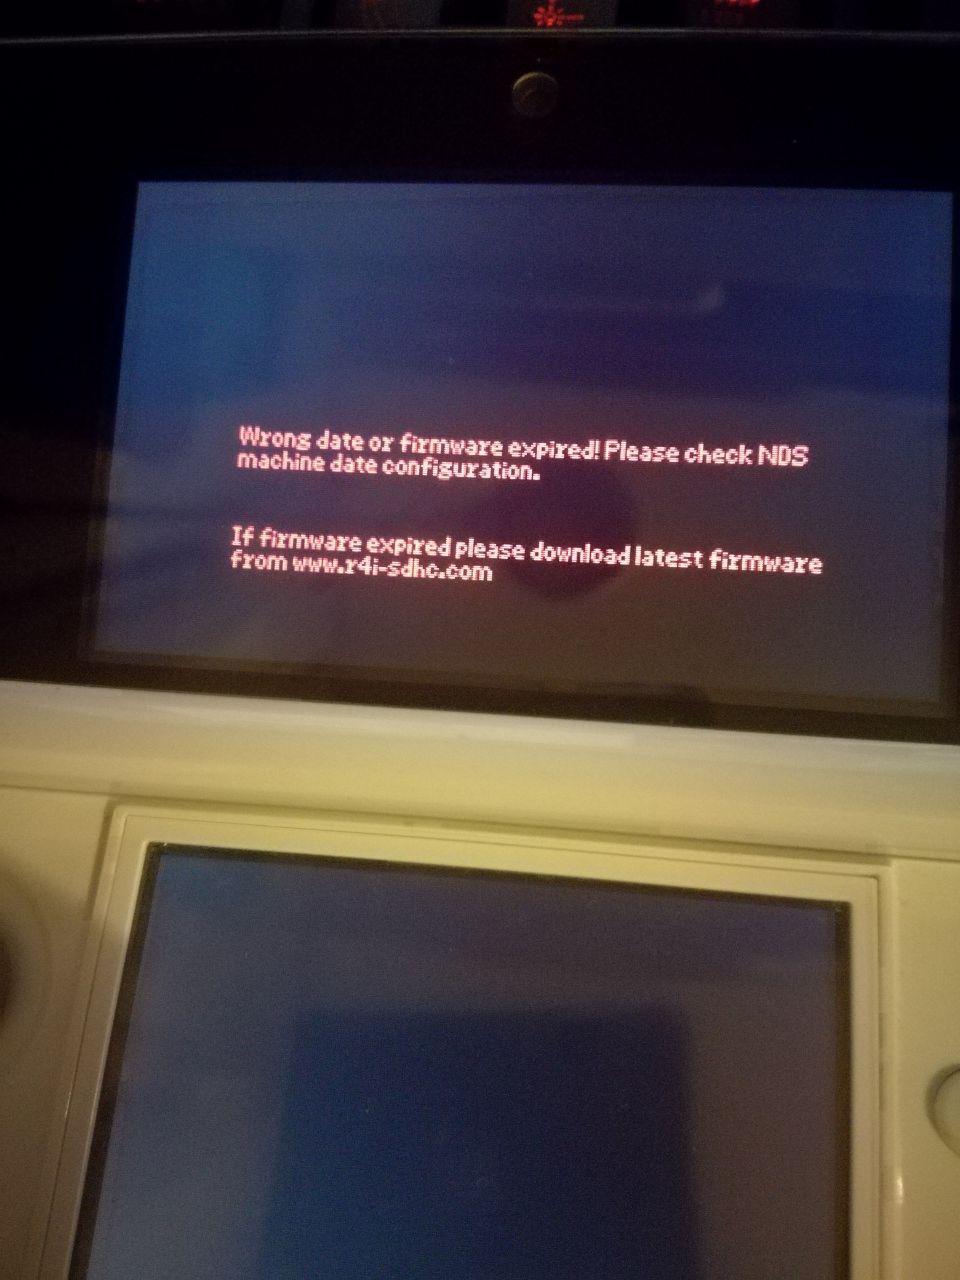 Wrong date or firmware expired! Please check NDS
machine date configuration.
If firmware expired please download latest firmware
from www.r4i-sdhc.com